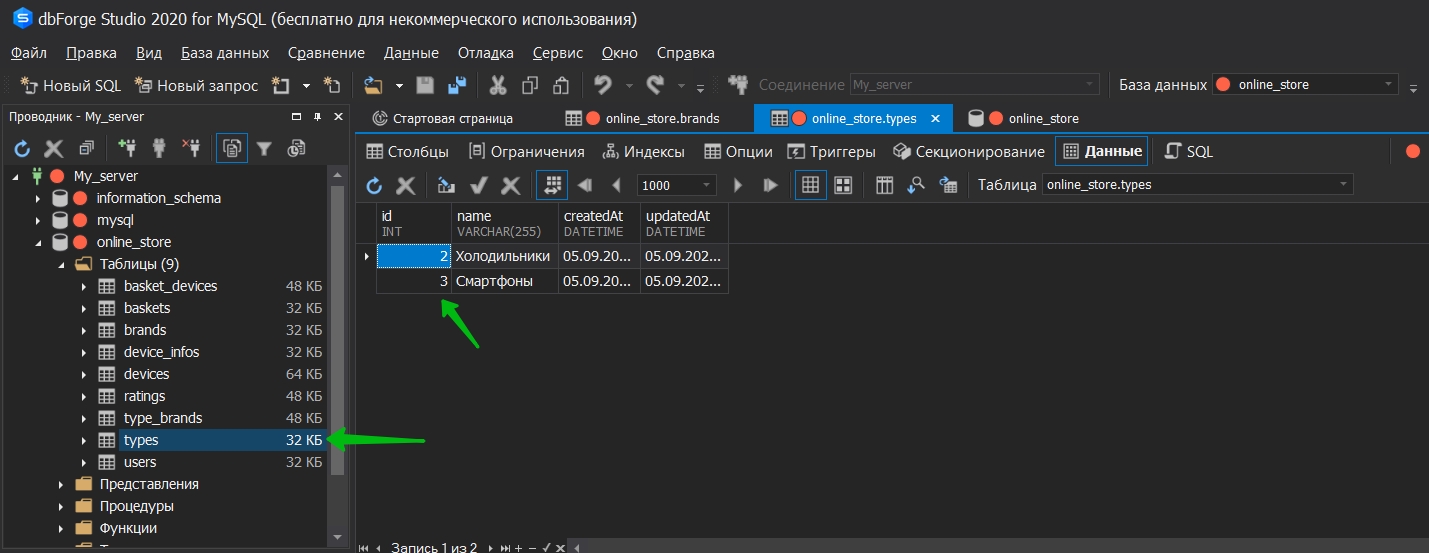 dbForge Studio 2020 for MySQL (бесплатно для некоммерческого использования)
Файл Правка Вид База данных Сравнение Данные Отладка Сервис Окно Справка
Новый SQL Новый запрос Соединение My_server База данных online_store
Проводник - My_server
Стартовая страница online_store.brands online_store.types online_store
Столбцы Ограничения Индексы Опции Триггеры Секционирование Данные SQL
1000 Таблица online_store.types
My_server
information_schema
mysql
online_store
Таблицы (9)
basket_devices 48 КБ
baskets 32 КБ
brands 32 КБ
device_infos 32 КБ
devices 64 КБ
ratings 48 КБ
type_brands 48 КБ
types 32 КБ
users 32 КБ
Представления
Процедуры
Функции
id name createdAt updatedAt
INT VARCHAR(255) DATETIME DATETIME
2 Холодильники 05.09.20... 05.09.202...
3 Смартфоны 05.09.20... 05.09.202...
Запись 1 из 2